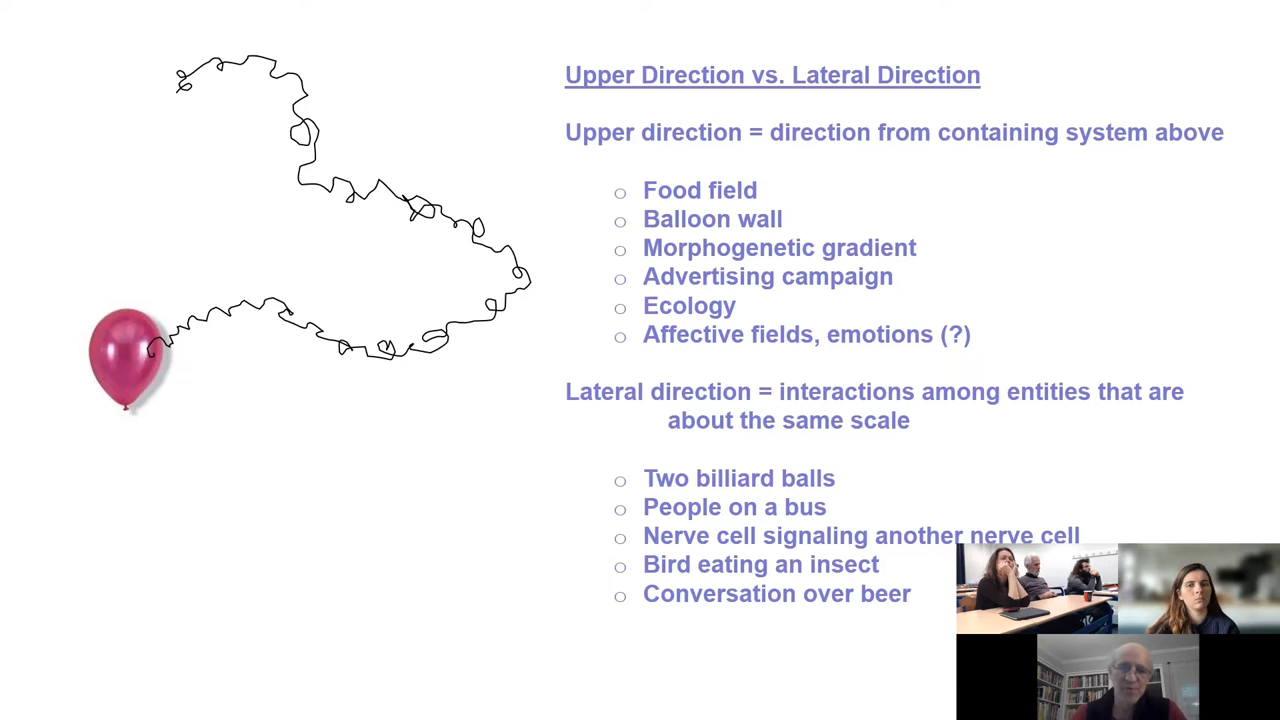 Upper Direction vs. Lateral Direction
Upper direction = direction from containing system above
Food field
Balloon wall
Morphogenetic gradient
Advertising campaign
Ecology
Affective fields, emotions (?)
Lateral direction = interactions among entities that are
about the same scale
Two billiard balls
People on a bus
Nerve cell signaling another nerve cell
Bird eating an insect
Conversation over beer